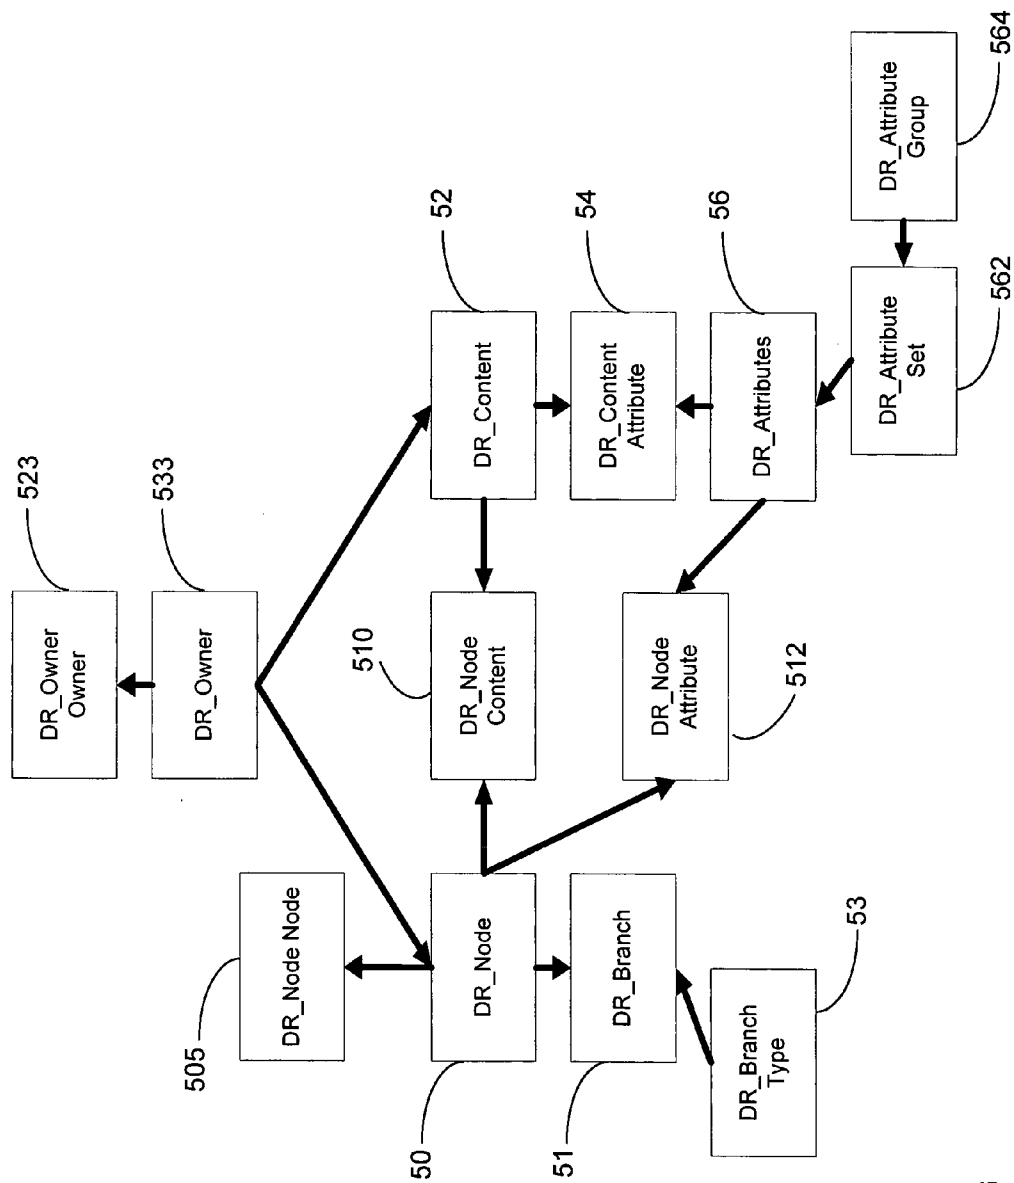 523
DR_Owner
Owner
533
DR_Owner
505
DR_Node Node
510
50
52
DR_Node
DR_Node
Content
DR_Content
51
54
DR_Branch
DR_Content
Attribute
DR_Node
Attribute
56
DR_Branch
Type
DR_Attributes
512
53
DR_Attribute
Set
DR_Attribute
Group
562
564